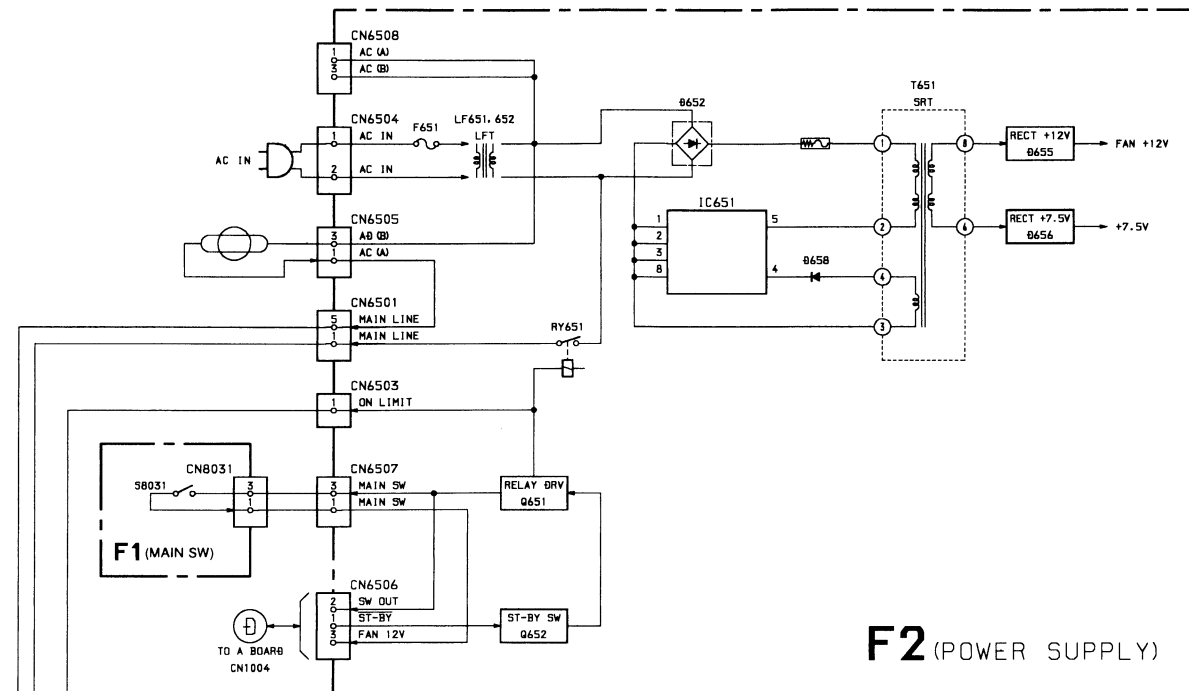 CN6508
1 AC (A)
3 AC (B)
CN6504
1 AC IN
2 AC IN
AC IN
F651
LF651, 652
LFT
D652
T651
SRT
1
8
2
6
4
3
RECT +12V
D655
FAN +12V
RECT +7.5V
D656
+7.5V
IC651
1
2
3
8
5
4
D658
CN6505
3 AD (B)
1 AC (A)
CN6501
5 MAIN LINE
1 MAIN LINE
RY651
CN6503
1 ON LIMIT
CN8031
S8031
3
1
F1 (MAIN SW)
CN6507
3 MAIN SW
1 MAIN SW
RELAY DRV
Q651
CN6506
2 SW OUT
1 ST-BY
3 FAN 12V
ST-BY SW
Q652
D
TO A BOARD
CN1004
F2 (POWER SUPPLY)